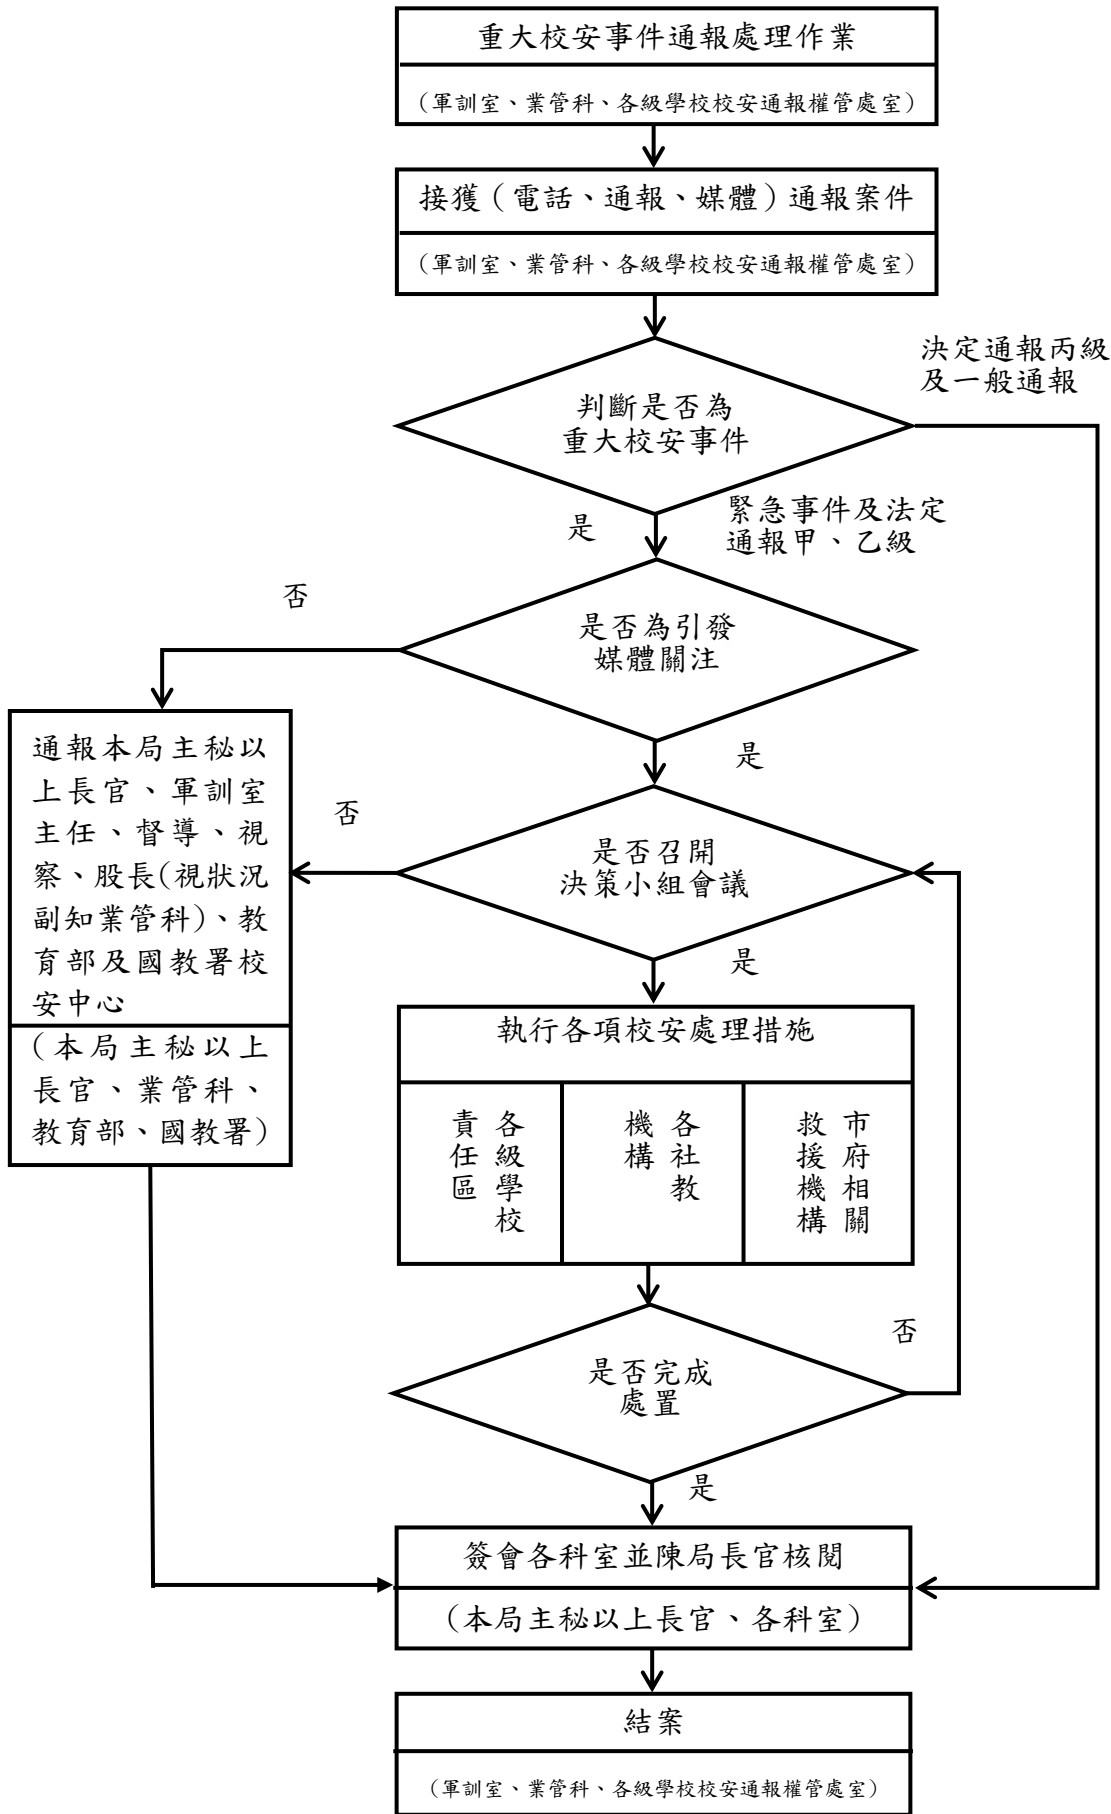 重大校安事件通報處理作業
（軍訓室、業管科、各級學校校安通報權管處室）
接獲（電話、通報、媒體）通報案件
（軍訓室、業管科、各級學校校安通報權管處室）
決定通報丙級
及一般通報
判斷是否為
重大校安事件
是
緊急事件及法定
通報甲、乙級
否
是否為引發
媒體關注
是
通報本局主秘以
上長官、軍訓室
主任、督導、視
察、股長(視狀況
副知業管科)、教
育部及國教署校
安中心
（本局主秘以上
長官、業管科、
教育部、國教署）
否
是否召開
決策小組會議
是
執行各項校安處理措施
各級學校
責任區
各社教
機構
市府相關
救援機構
否
是否完成
處置
是
簽會各科室並陳局長官核閱
（本局主秘以上長官、各科室）
結案
（軍訓室、業管科、各級學校校安通報權管處室）